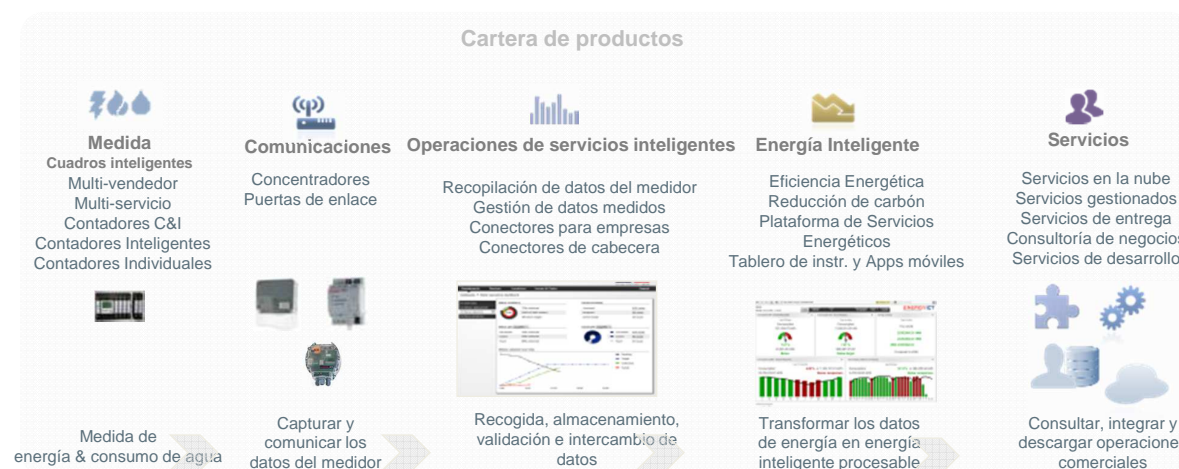 Cartera de productos
Medida
Cuadros inteligentes
Multi-vendedor
Multi-servicio
Contadores C&I
Contadores Inteligentes
Contadores Individuales
Medida de
energía & consumo de agua
Comunicaciones
Concentradores
Puertas de enlace
Capturar y
comunicar los
datos del medidor
Operaciones de servicios inteligentes
Recopilación de datos del medidor
Gestión de datos medidos
Conectores para empresas
Conectores de cabecera
Recogida, almacenamiento,
validación e intercambio de
datos
Energía Inteligente
Eficiencia Energética
Reducción de carbón
Plataforma de Servicios
Energéticos
Tablero de instr. y Apps móviles
Transformar los datos
de energía en energía
inteligente procesable
Servicios
Servicios en la nube
Servicios gestionados
Servicios de entrega
Consultoría de negocios
Servicios de desarrollo
Consultar, integrar y
descargar operacione
comerciales